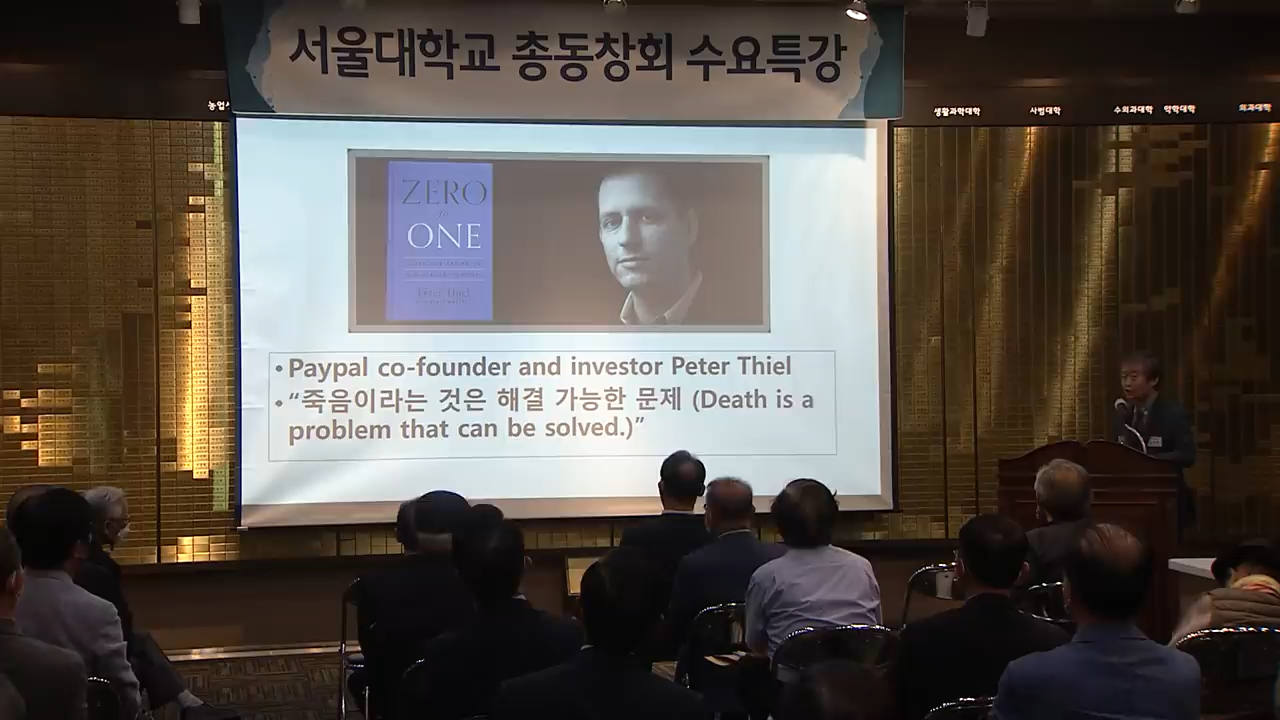 서울대학교 총동창회 수요특강
생활과학대학 사범대학 수의과대학 약학대학 치과대학
ZERO
to
ONE
Peter Thiel
• Paypal co-founder and investor Peter Thiel
• “죽음이라는 것은 해결 가능한 문제 (Death is a
problem that can be solved.)”